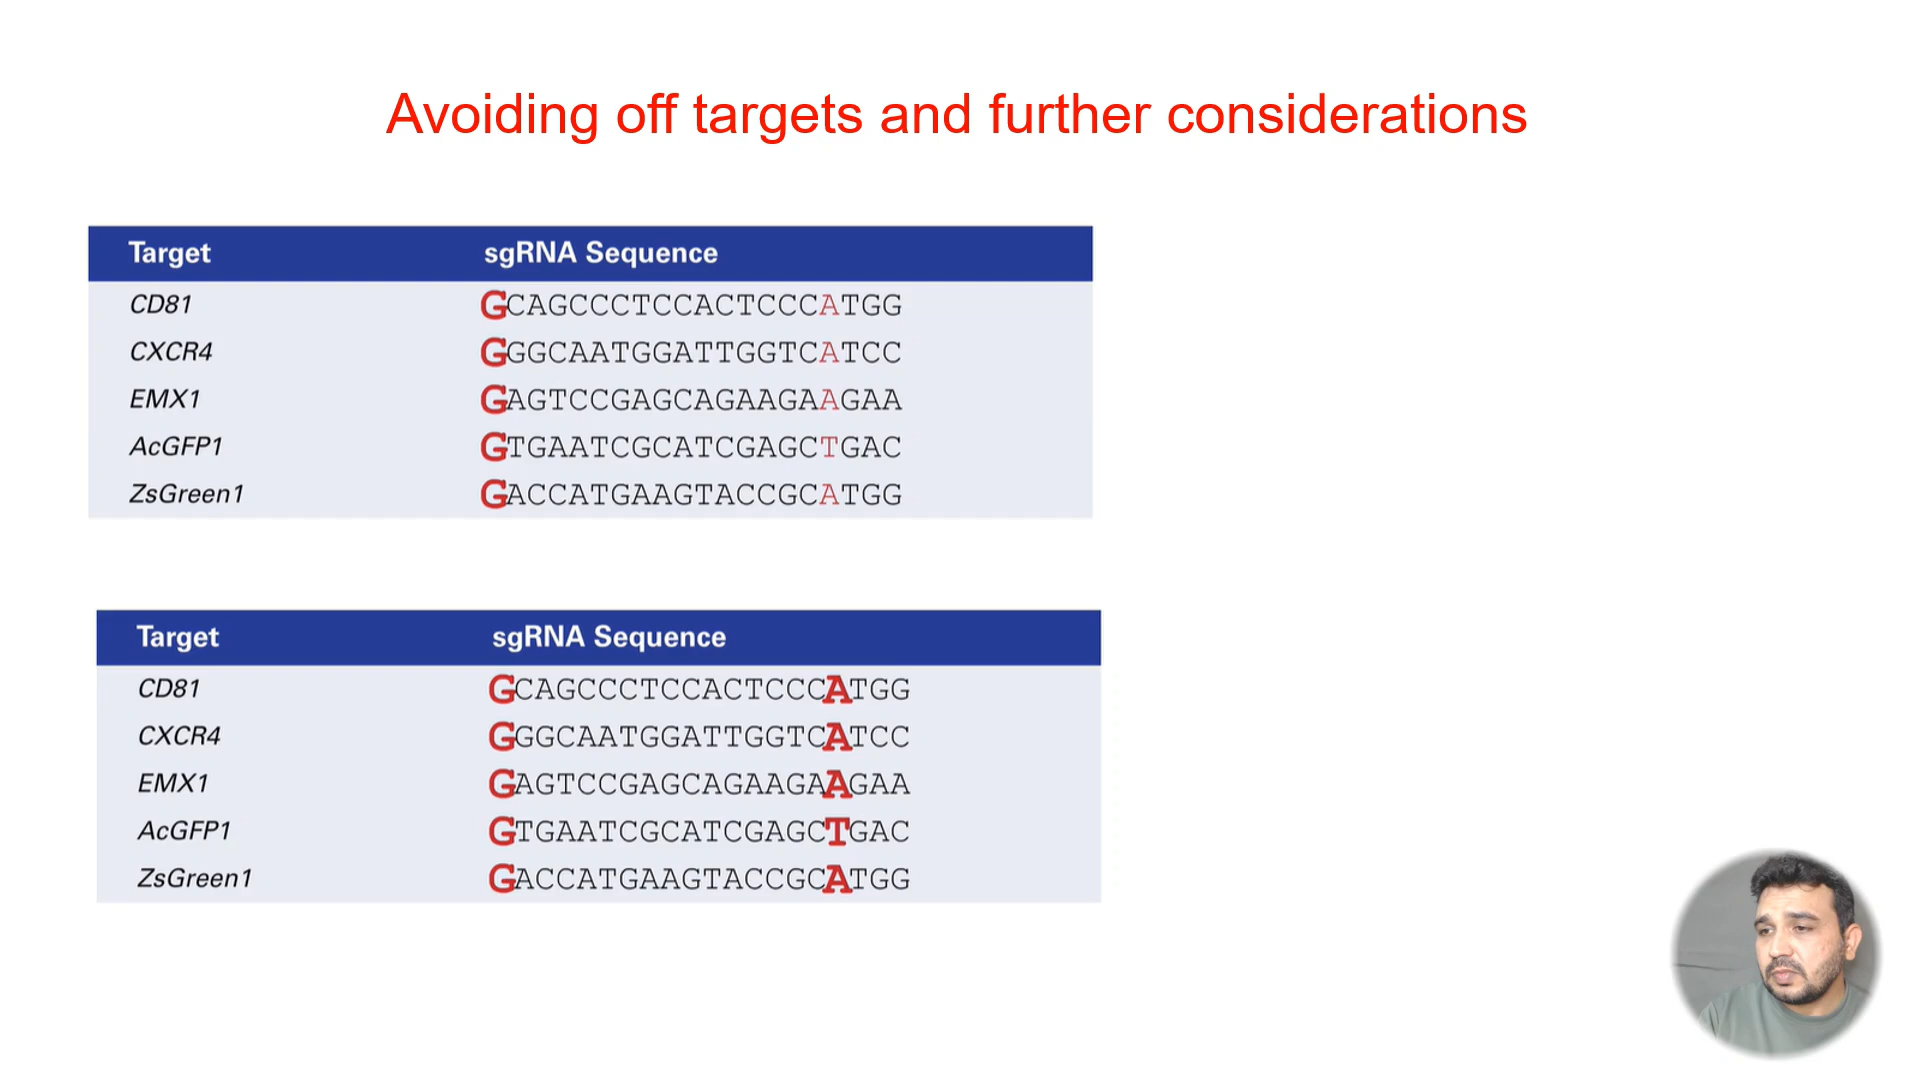 Avoiding off targets and further considerations
Target sgRNA Sequence
CD81 GCAGCCCTCCACTCCCATGG
CXCR4 GGGCAATGGATTGGTCATCC
EMX1 GAGTCCGAGCAGAAGAAGAA
AcGFP1 GTGAATCGCATCGAGCTGAC
ZsGreen1 GACCATGAAGTACCGCATGG
Target sgRNA Sequence
CD81 GCAGCCCTCCACTCCCATGG
CXCR4 GGGCAATGGATTGGTCATCC
EMX1 GAGTCCGAGCAGAAGAAGAA
AcGFP1 GTGAATCGCATCGAGCTGAC
ZsGreen1 GACCATGAAGTACCGCATGG